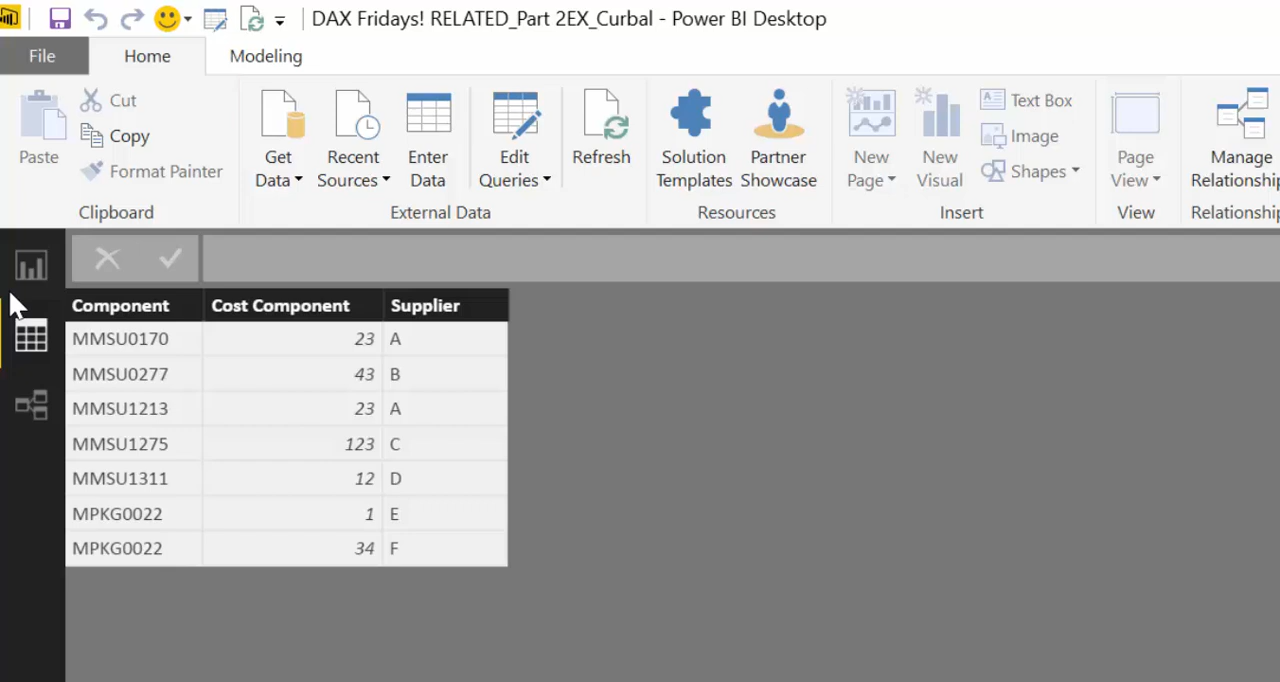 DAX Fridays! RELATED_Part 2EX_Curbal - Power BI Desktop
File Home Modeling
Paste Cut Copy Format Painter
Get Data Recent Sources Enter Data Edit Queries Refresh Solution Templates Partner Showcase New Page New Visual Text Box Image Shapes Page View Manage Relationship
Clipboard External Data Resources Insert View Relationship
Component Cost Component Supplier
MMSU0170 23 A
MMSU0277 43 B
MMSU1213 23 A
MMSU1275 123 C
MMSU1311 12 D
MPKG0022 1 E
MPKG0022 34 F